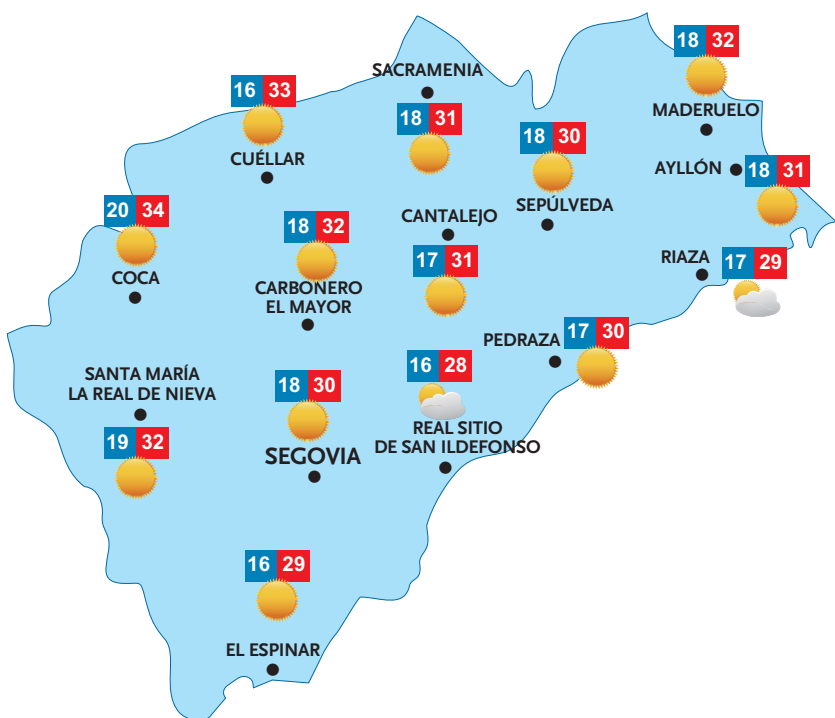 18 32
MADERUELO
SACRAMENIA
18 31
16 33
CUÉLLAR
18 30
SEPÚLVEDA
AYLLÓN
18 31
20 34
COCA
18 32
CARBONERO
EL MAYOR
CANTALEJO
17 31
RIAZA
17 29
PEDRAZA
17 30
SANTA MARÍA
LA REAL DE NIEVA
19 32
18 30
SEGOVIA
16 28
REAL SITIO
DE SAN ILDEFONSO
16 29
EL ESPINAR